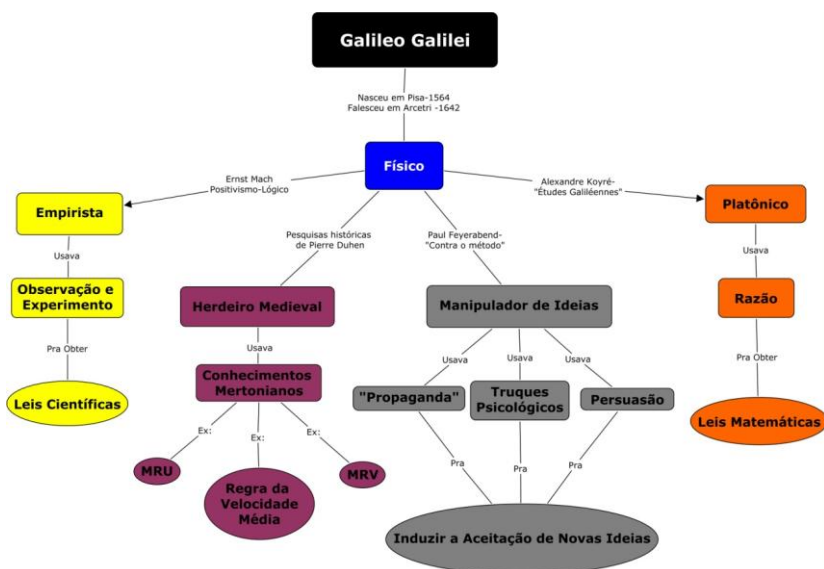 Galileo Galilei
Nasceu em Pisa-1564
Falesceu em Arcetri -1642
Físico
Ernst Mach
Positivismo-Lógico
Alexandre Koyré-
"Études Galiléennes"
Empirista
Platônico
Pesquisas históricas
de Pierre Duhen
Paul Feyerabend-
"Contra o método"
Usava
Usava
Observação e
Experimento
Herdeiro Medieval
Manipulador de Ideias
Razão
Pra Obter
Usava
Usava
Usava
Usava
Pra Obter
Leis Científicas
Conhecimentos
Mertonianos
"Propaganda"
Truques
Psicológicos
Persuasão
Leis Matemáticas
Ex:
Ex:
Ex:
MRU
Regra da
Velocidade
Média
MRV
Pra
Pra
Pra
Induzir a Aceitação de Novas Ideias